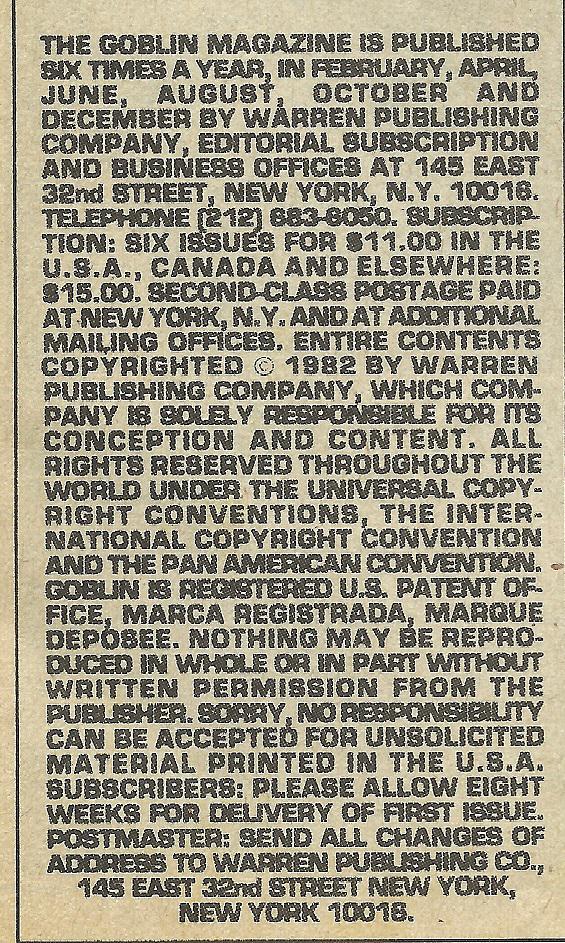 THE GOBLIN MAGAZINE IS PUBLISHED
SIX TIMES A YEAR, IN FEBRUARY, APRIL,
JUNE, AUGUST, OCTOBER AND
DECEMBER BY WARREN PUBLISHING
COMPANY, EDITORIAL SUBSCRIPTION
AND BUSINESS OFFICES AT 145 EAST
32nd STREET, NEW YORK, N.Y. 10016.
TELEPHONE (212) 683-6050. SUBSCRIP-
TION: SIX ISSUES FOR $11.00 IN THE
U.S.A., CANADA AND ELSEWHERE:
$15.00. SECOND-CLASS POSTAGE PAID
AT NEW YORK, N.Y. AND AT ADDITIONAL
MAILING OFFICES. ENTIRE CONTENTS
COPYRIGHTED © 1982 BY WARREN
PUBLISHING COMPANY, WHICH COM-
PANY IS SOLELY RESPONSIBLE FOR ITS
CONCEPTION AND CONTENT. ALL
RIGHTS RESERVED THROUGHOUT THE
WORLD UNDER THE UNIVERSAL COPY-
RIGHT CONVENTIONS, THE INTER-
NATIONAL COPYRIGHT CONVENTION
AND THE PAN AMERICAN CONVENTION.
GOBLIN IS REGISTERED U.S. PATENT OF-
FICE, MARCA REGISTRADA, MARQUE
DEPOSEE. NOTHING MAY BE REPRO-
DUCED IN WHOLE OR IN PART WITHOUT
WRITTEN PERMISSION FROM THE
PUBLISHER. SORRY, NO RESPONSIBILITY
CAN BE ACCEPTED FOR UNSOLICITED
MATERIAL PRINTED IN THE U.S.A.
SUBSCRIBERS: PLEASE ALLOW EIGHT
WEEKS FOR DELIVERY OF FIRST ISSUE.
POSTMASTER: SEND ALL CHANGES OF
ADDRESS TO WARREN PUBLISHING CO.,
145 EAST 32nd STREET NEW YORK,
NEW YORK 10016.